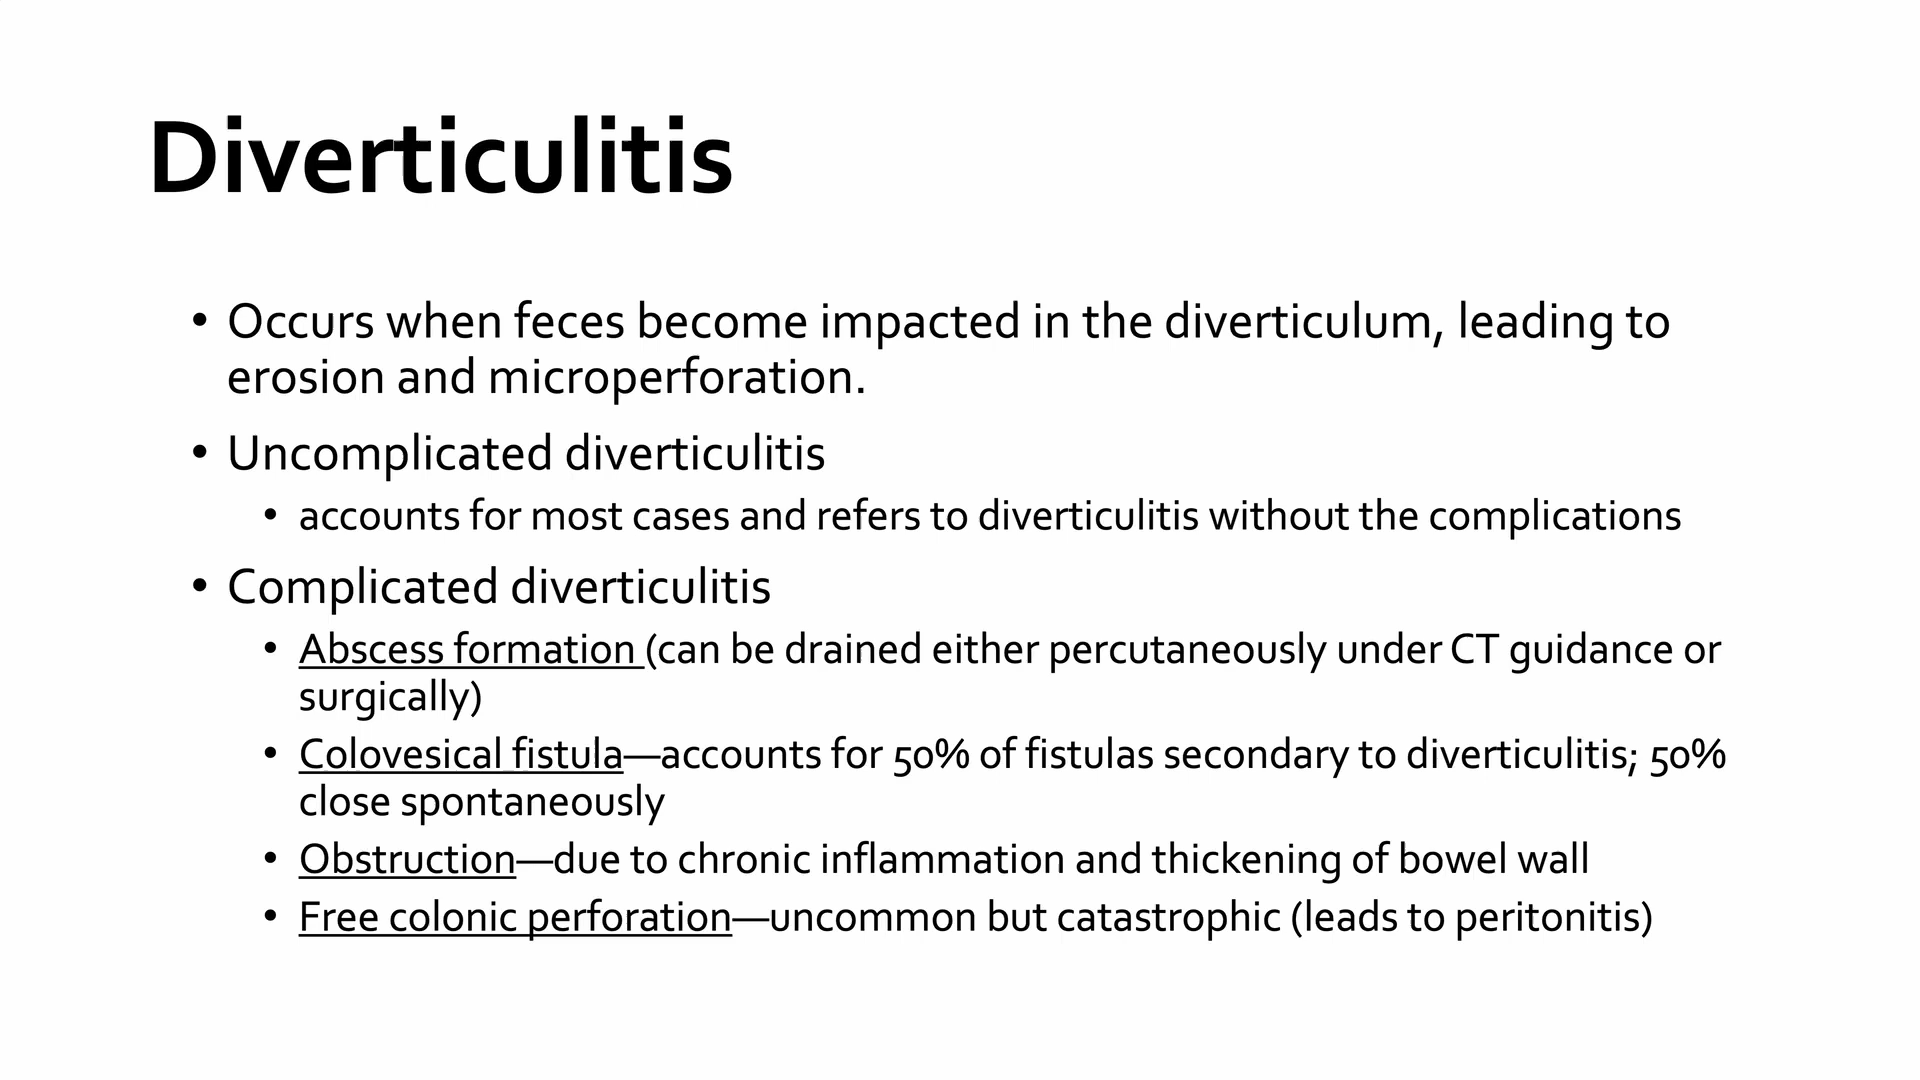 Diverticulitis
• Occurs when feces become impacted in the diverticulum, leading to
erosion and microperforation.
• Uncomplicated diverticulitis
• accounts for most cases and refers to diverticulitis without the complications
• Complicated diverticulitis
• Abscess formation (can be drained either percutaneously under CT guidance or
surgically)
• Colovesical fistula—accounts for 50% of fistulas secondary to diverticulitis; 50%
close spontaneously
• Obstruction—due to chronic inflammation and thickening of bowel wall
• Free colonic perforation—uncommon but catastrophic (leads to peritonitis)